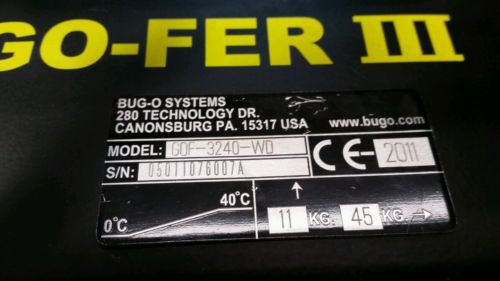 GO-FER III
BUG-O SYSTEMS
280 TECHNOLOGY DR.
CANONSBURG PA. 15317 USA www.bugo.com
MODEL: GOF-3240-WD CE-2011
S/N: 05011076007A
0°C 40°C 11 KG. 45 KG.